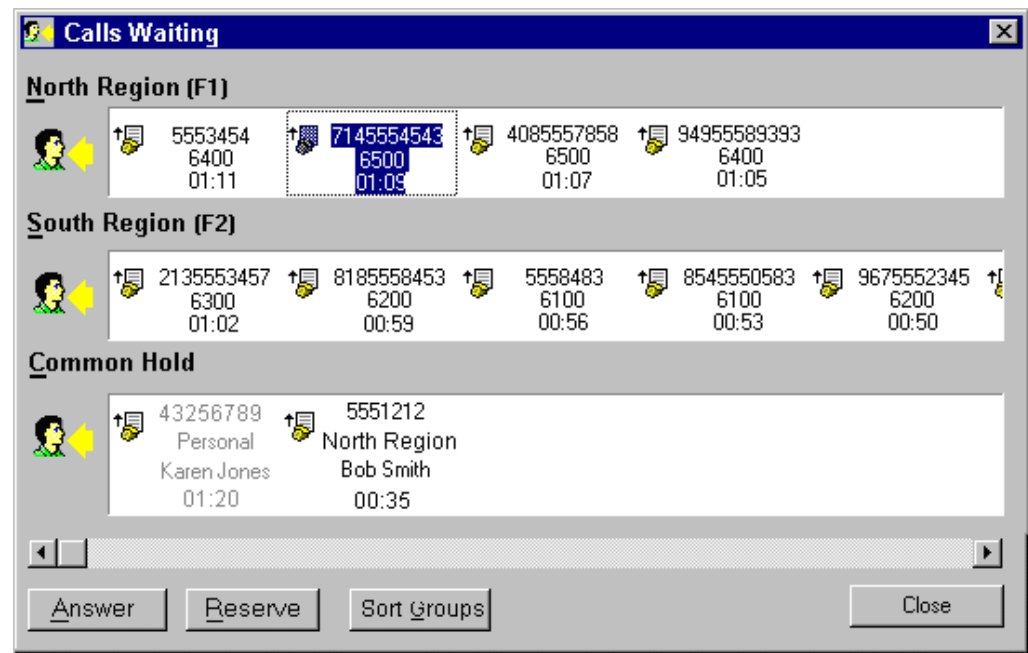 Calls Waiting
North Region (F1)
5553454 7145554543 4085557858 94955589393
6400 6500 6500 6400
01:11 01:09 01:07 01:05
South Region (F2)
2135553457 8185558453 5558483 8545550583 9675552345
6300 6200 6100 6100 6200
01:02 00:59 00:56 00:53 00:50
Common Hold
43256789 5551212
Personal North Region
Karen Jones Bob Smith
01:20 00:35
Answer Reserve Sort Groups Close